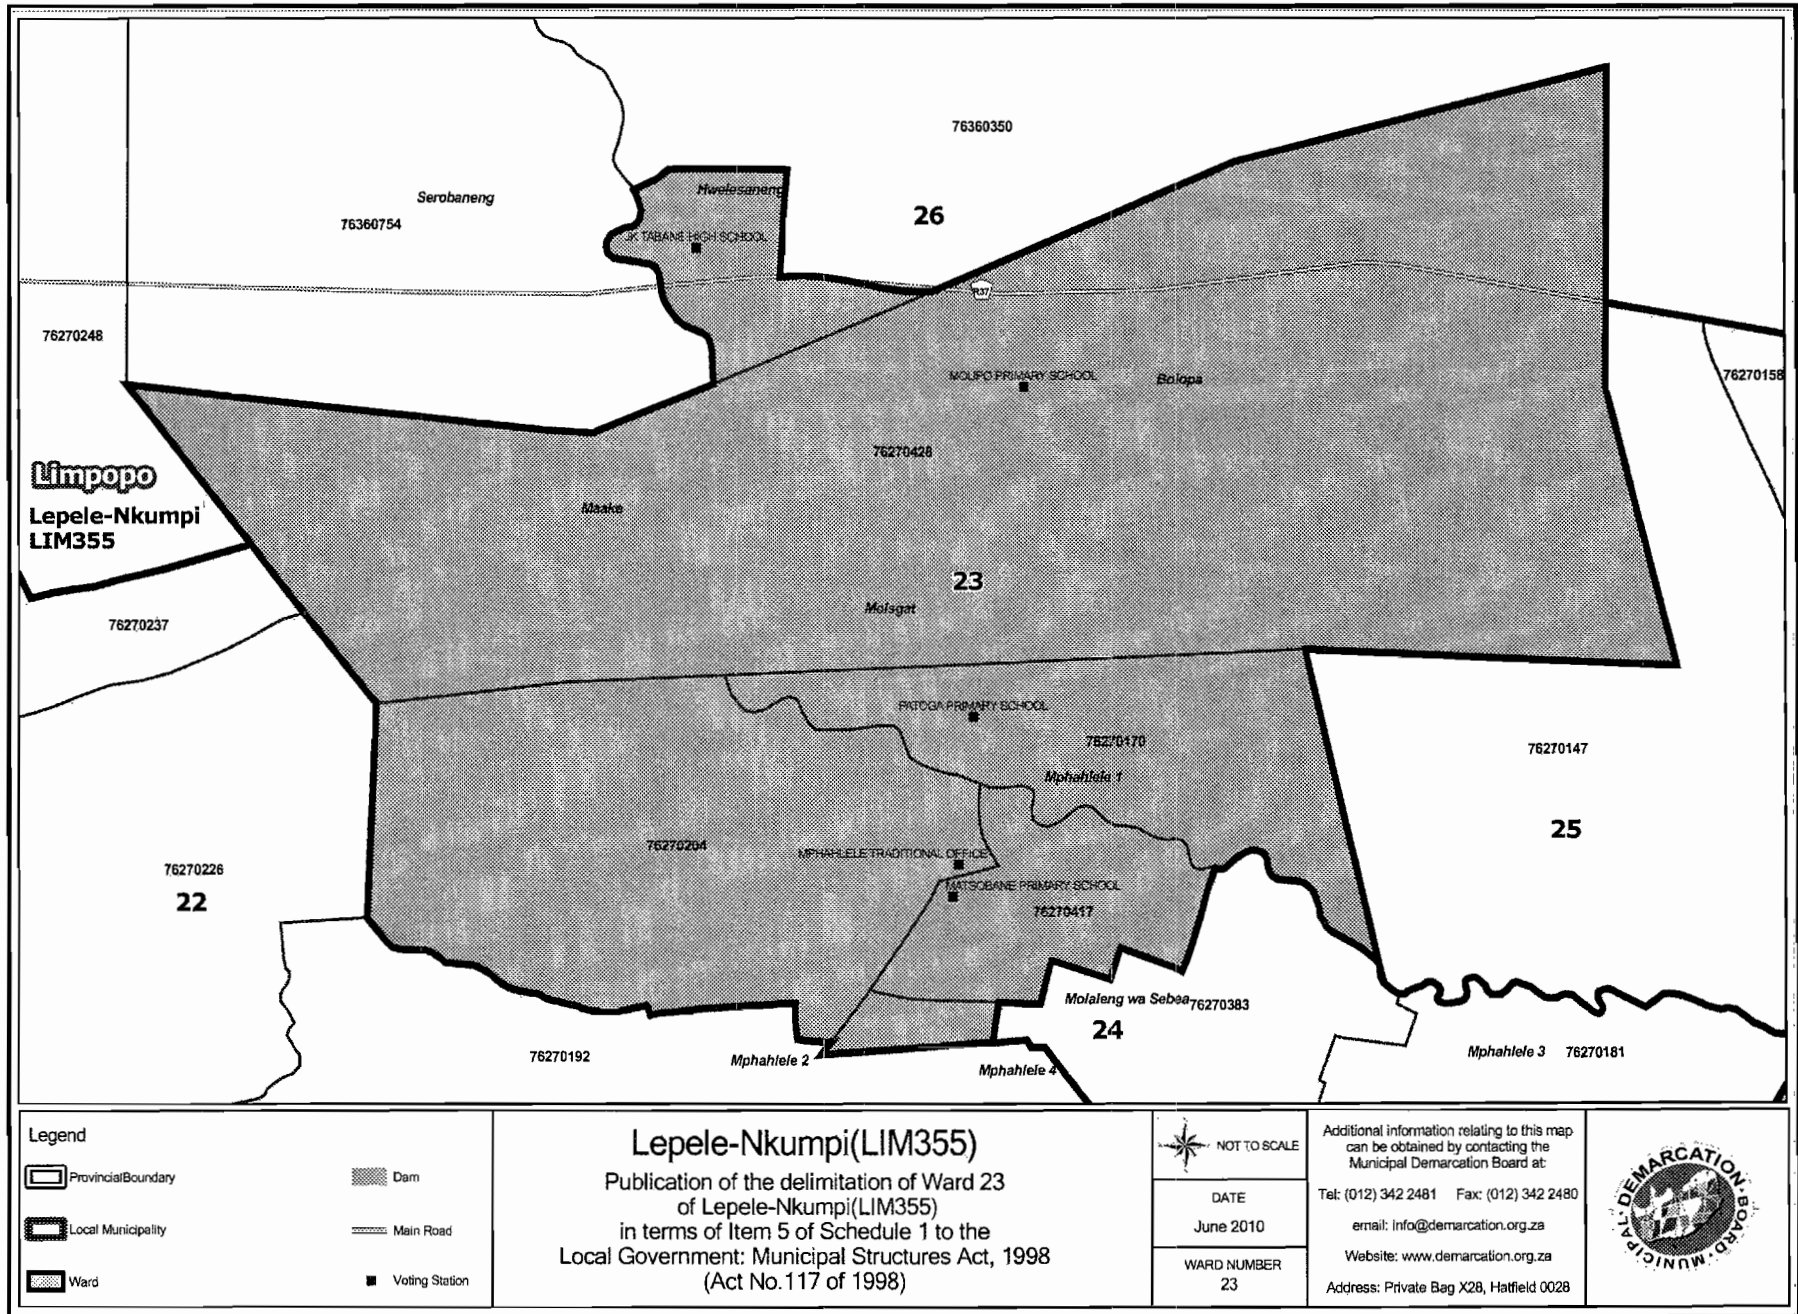 76360350
Serobaneng
Mwelesaneng
76360754
26
JK TABANE HIGH SCHOOL
R37
76270248
MOLIPO PRIMARY SCHOOL
Bolopa
76270158
76270428
Limpopo
Maake
Lepele-Nkumpi
LIM355
23
Molsgat
76270237
PATOGA PRIMARY SCHOOL
76270170
76270147
Mphahlele 1
25
76270204
MPHAHLELE TRADITIONAL OFFICE
76270226
MATSOBANE PRIMARY SCHOOL
22
76270417
Molaleng wa Sebea
76270383
24
76270192
Mphahlele 2
Mphahlele 4
Mphahlele 3
76270181
Legend
ProvincialBoundary
Dam
Local Municipality
Main Road
Ward
Voting Station
Lepele-Nkumpi(LIM355)
Publication of the delimitation of Ward 23
of Lepele-Nkumpi(LIM355)
in terms of Item 5 of Schedule 1 to the
Local Government: Municipal Structures Act, 1998
(Act No.117 of 1998)
NOT TO SCALE
DATE
June 2010
WARD NUMBER
23
Additional information relating to this map
can be obtained by contacting the
Municipal Demarcation Board at:
Tel: (012) 342 2481 Fax: (012) 342 2480
email: info@demarcation.org.za
Website: www.demarcation.org.za
Address: Private Bag X28, Hatfield 0028
MUNICIPAL DEMARCATION BOARD